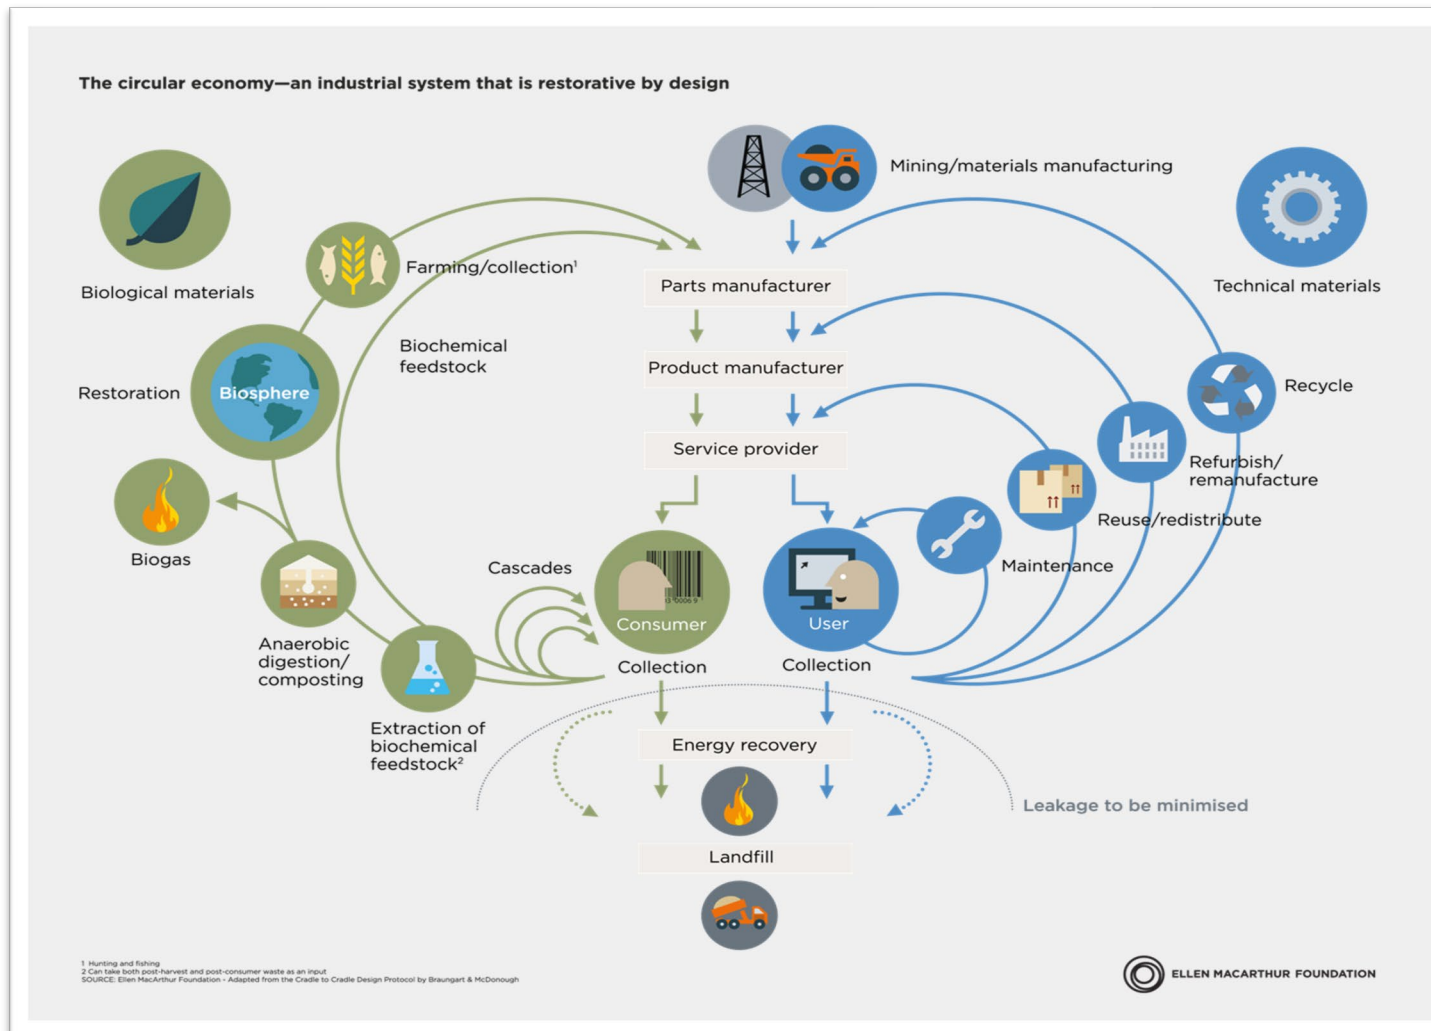 The circular economy—an industrial system that is restorative by design
Mining/materials manufacturing
Biological materials
Technical materials
Farming/collection¹
Parts manufacturer
Biochemical
feedstock
Product manufacturer
Restoration
Biosphere
Recycle
Service provider
Refurbish/
remanufacture
Reuse/redistribute
Biogas
Cascades
Maintenance
Consumer
User
Anaerobic
digestion/
composting
Collection
Collection
Extraction of
biochemical
feedstock²
Energy recovery
Leakage to be minimised
Landfill
1 Hunting and fishing
2 Can take both post-harvest and post-consumer waste as an input
SOURCE: Ellen MacArthur Foundation - Adapted from the Cradle to Cradle Design Protocol by Braungart & McDonough
ELLEN MACARTHUR FOUNDATION